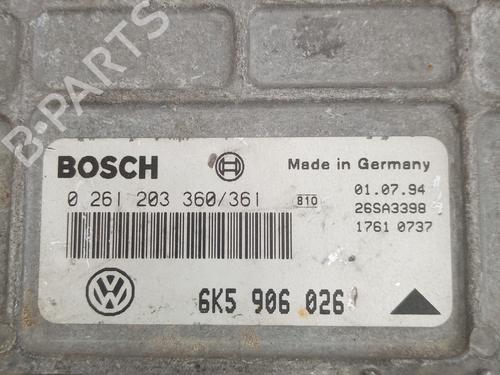 B-PARTS
BOSCH
Made in Germany
0 261 203 360/361
810
01.07.94
26SA3398
1761 0737
6K5 906 026